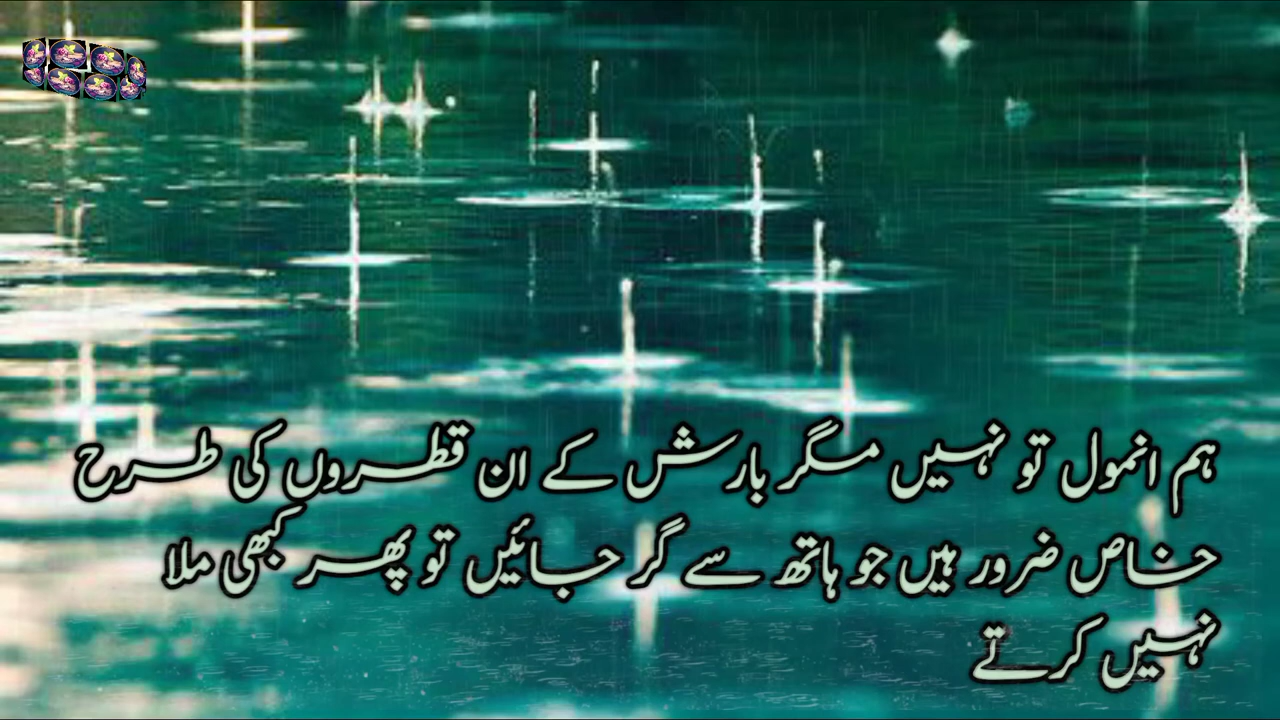 ہم انمول تو نہیں مگر بارش کے ان قطروں کی طرح
خاص ضرور ہیں جو ہاتھ سے گر جائیں تو پھر کبھی ملا
نہیں کرتے